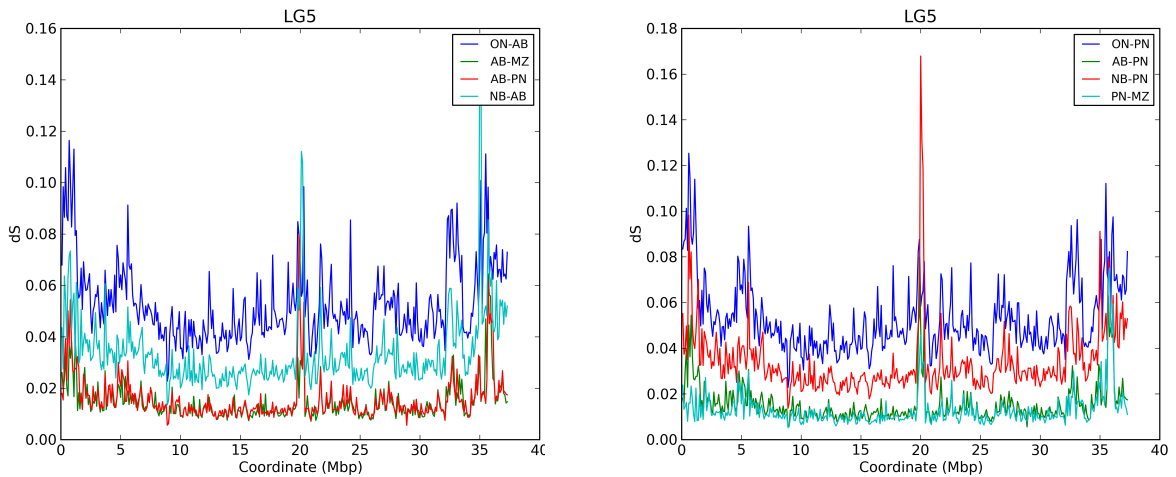 LG5
0.16
0.14
0.12
0.10
0.08
0.06
0.04
0.02
0.00
dS
0 5 10 15 20 25 30 35 40
Coordinate (Mbp)
ON-AB
AB-MZ
AB-PN
NB-AB
LG5
0.18
0.16
0.14
0.12
0.10
0.08
0.06
0.04
0.02
0.00
dS
0 5 10 15 20 25 30 35 40
Coordinate (Mbp)
ON-PN
AB-PN
NB-PN
PN-MZ